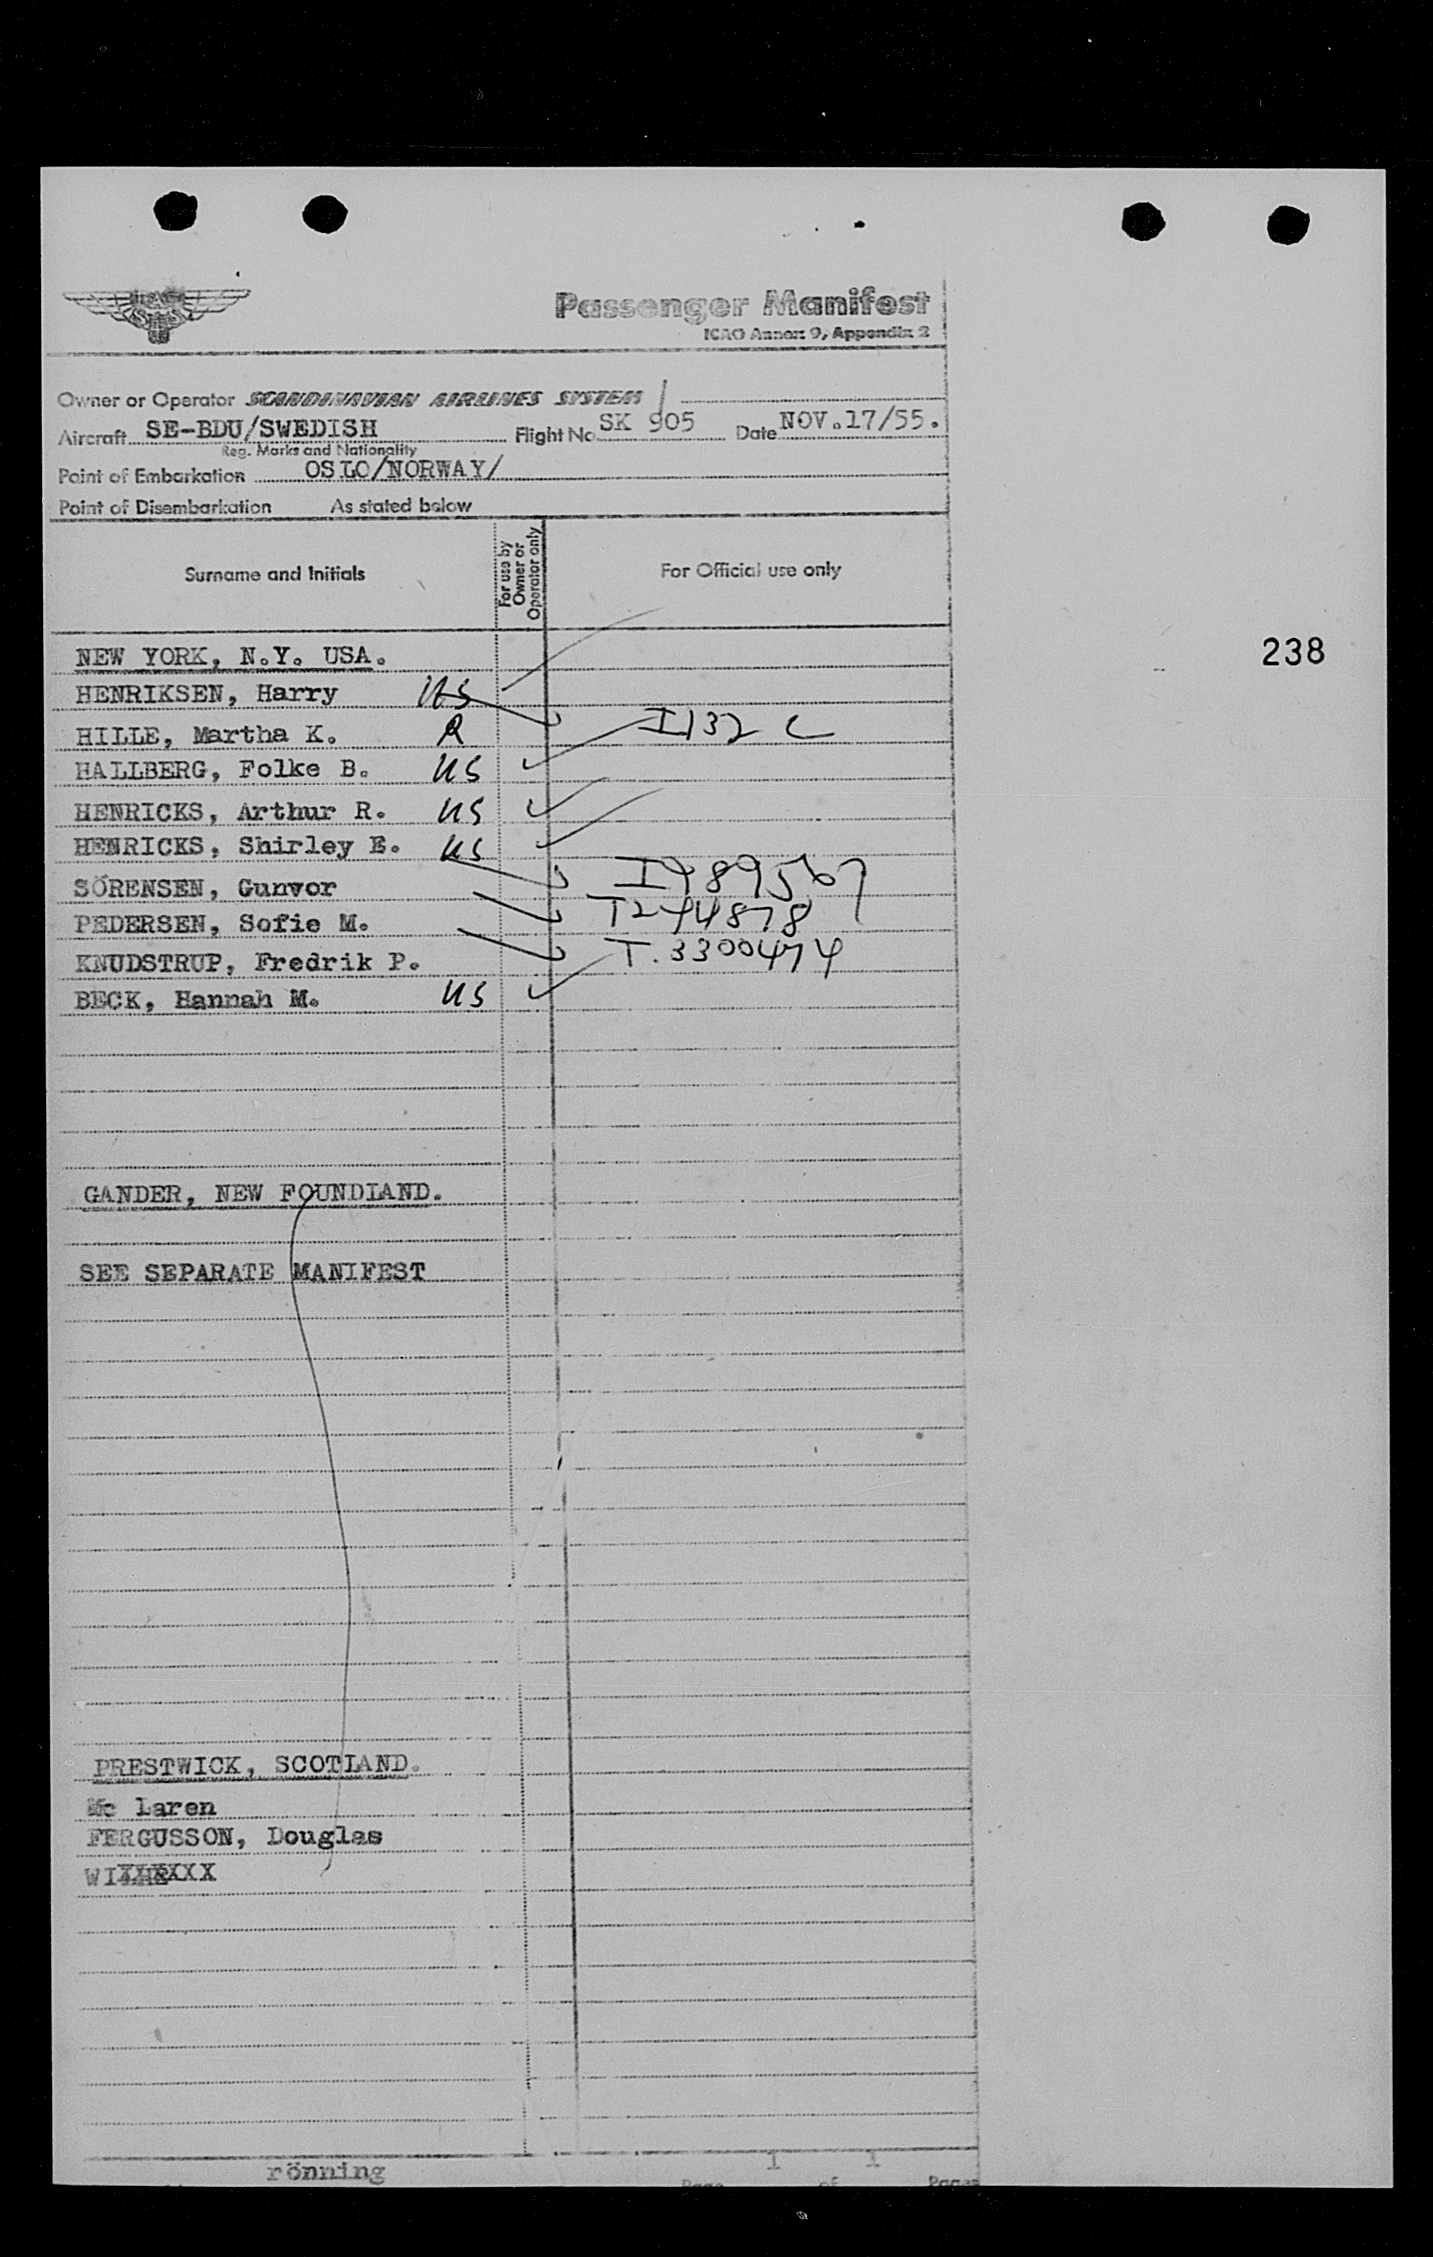 SAS
Passenger Manifest
ICAO Annex 9, Appendix 2
Owner or Operator SCANDINAVIAN AIRLINES SYSTEM
Aircraft SE-BDU/SWEDISH Flight No SK 905 Date NOV.17/55.
Reg. Marks and Nationality
Point of Embarkation OSLO/NORWAY/
Point of Disembarkation As stated below
Surname and Initials For use by Owner or Operator only For Official use only
NEW YORK, N.Y. USA.
238
HENRIKSEN, Harry US
HILLE, Martha K. R I132 C
HALLBERG, Folke B. US
HENRICKS, Arthur R. US
HENRICKS, Shirley E. US
SÖRENSEN, Gunvor
PEDERSEN, Sofie M. T244878
KNUDSTRUP, Fredrik P. T.3300474
BECK, Hannah M. US
GANDER, NEW FOUNDLAND.
SEE SEPARATE MANIFEST
PRESTWICK, SCOTLAND.
Mc Laren
FERGUSSON, Douglas
rönning Page 1 of 1 Pages